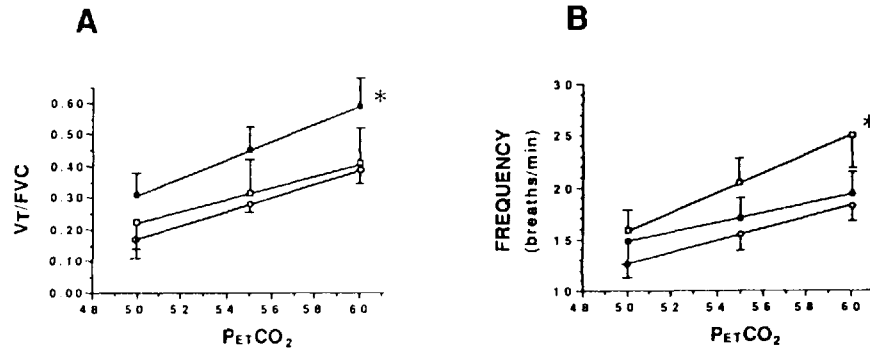 A
VT/FVC
0.60
0.50
0.40
0.30
0.20
0.10
0.00
48 50 52 54 56 58 60
PETCO2
*
B
FREQUENCY
(breaths/min)
30
25
20
15
10
48 50 52 54 56 58 60
PETCO2
*